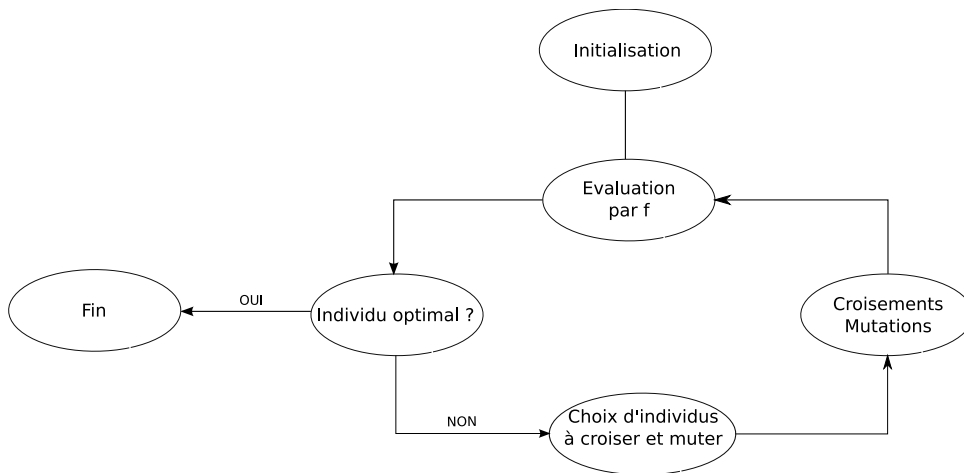 Initialisation
Evaluation
par f
Fin
OUI
Individu optimal ?
Croisements
Mutations
NON
Choix d'individus
à croiser et muter